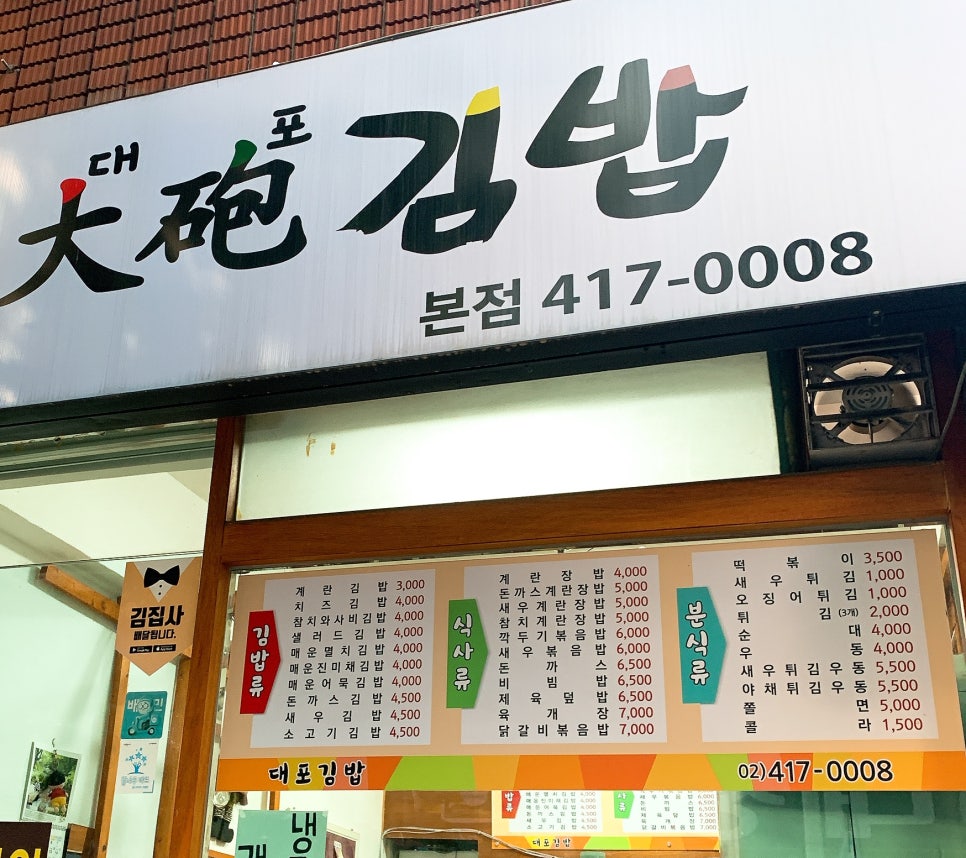 대 포
大砲김밥
본점 417-0008
김집사
배달됩니다.
김밥류
계란김밥 3,000
치즈김밥 4,000
참치와사비김밥 4,000
샐러드김밥 4,000
매운멸치김밥 4,000
매운진미채김밥 4,000
매운어묵김밥 4,000
돈까스김밥 4,500
새우김밥 4,500
소고기김밥 4,500
식사류
계란장밥 4,000
돈까스계란장밥 5,000
새우계란장밥 5,000
참치계란장밥 5,000
깍두기볶음밥 6,000
새우볶음밥 6,000
돈까스 6,500
비빔밥 6,500
제육덮밥 6,500
육개장 7,000
닭갈비볶음밥 7,000
분식류
떡볶이 3,500
새우튀김 1,000
오징어튀김 1,000
튀김(3개) 2,000
순대 4,000
우동 4,000
새우튀김우동 5,500
야채튀김우동 5,500
쫄면 5,000
콜라 1,500
대포김밥
02)417-0008
대포김밥